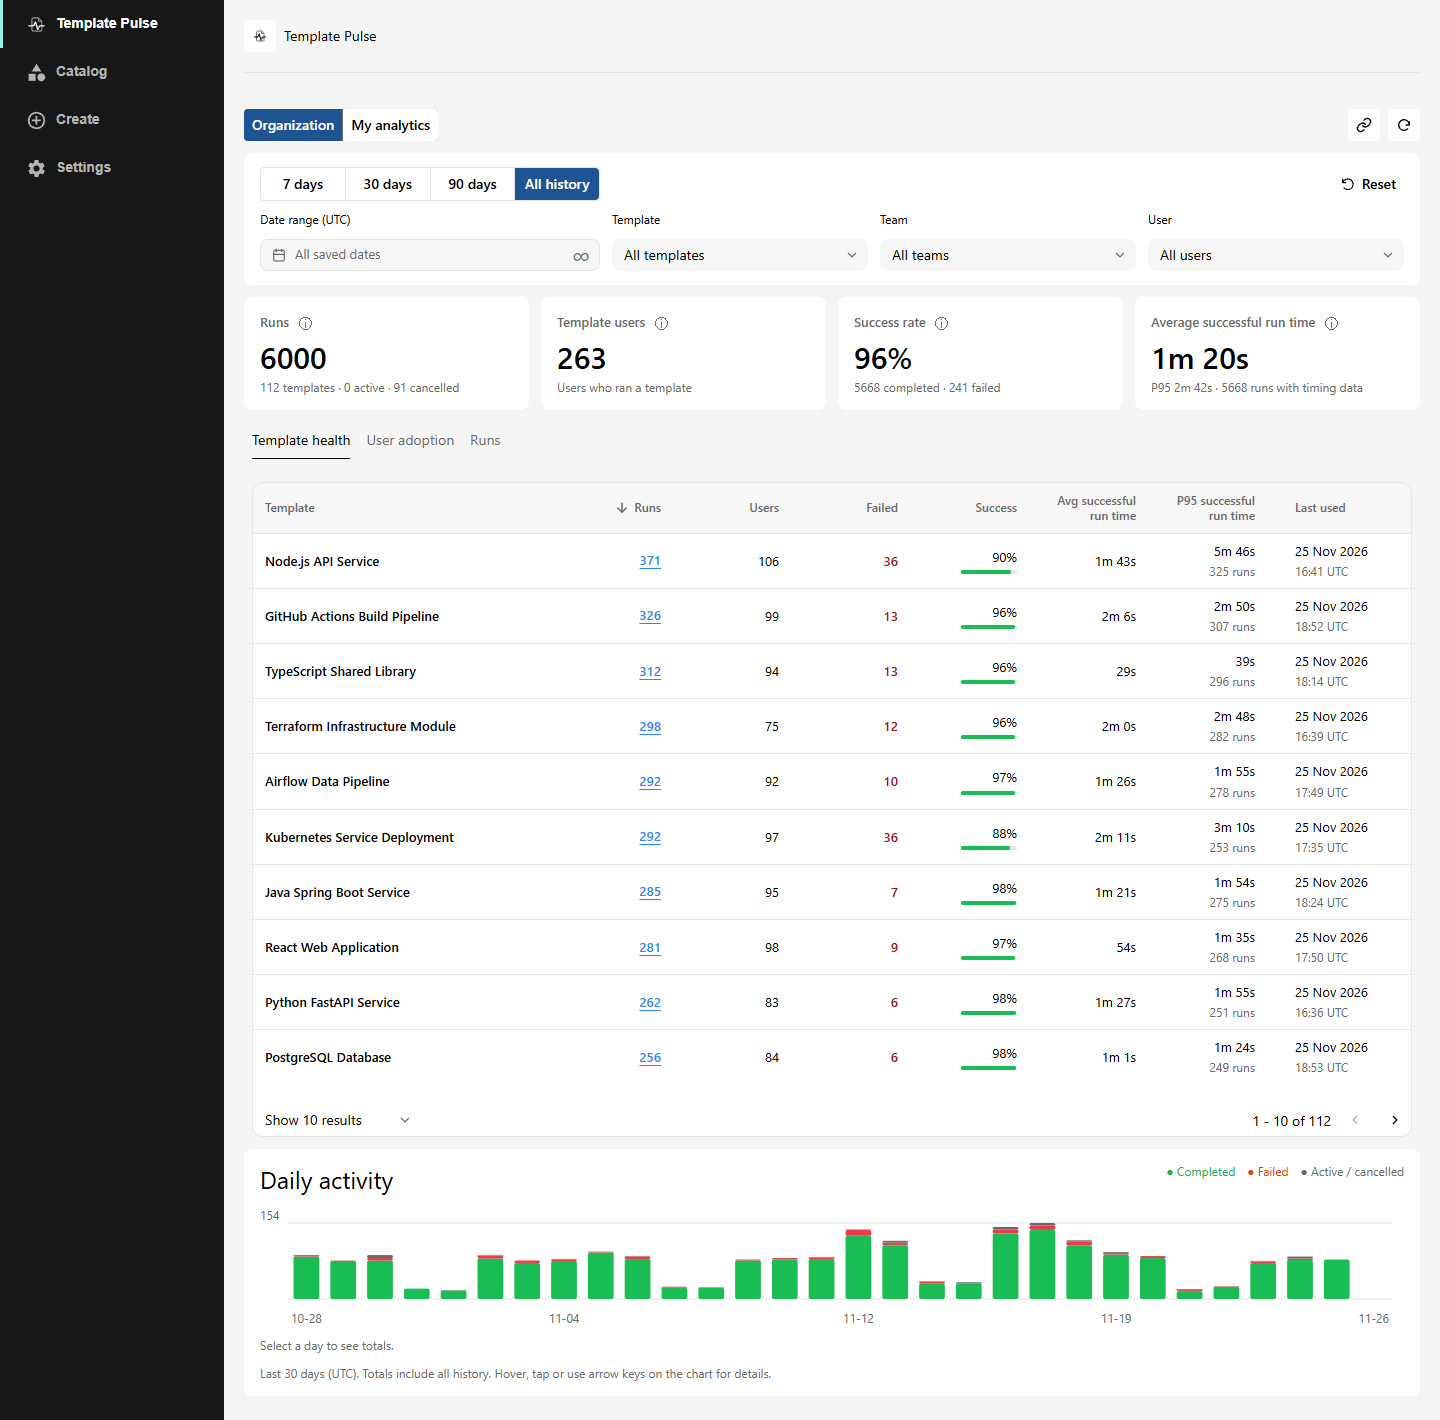 Template Pulse
Catalog
Create
Settings
Template Pulse
Organization My analytics
7 days 30 days 90 days All history Reset
Date range (UTC) Template Team User
All saved dates ∞ All templates All teams All users
Runs Template users Success rate Average successful run time
6000 263 96% 1m 20s
112 templates · 0 active · 91 cancelled Users who ran a template 5668 completed · 241 failed P95 2m 42s · 5668 runs with timing data
Template health User adoption Runs
Template ↓ Runs Users Failed Success Avg successful run time P95 successful run time Last used
Node.js API Service 371 106 36 90% 1m 43s 5m 46s 25 Nov 2026
325 runs 16:41 UTC
GitHub Actions Build Pipeline 326 99 13 96% 2m 6s 2m 50s 25 Nov 2026
307 runs 18:52 UTC
TypeScript Shared Library 312 94 13 96% 29s 39s 25 Nov 2026
296 runs 18:14 UTC
Terraform Infrastructure Module 298 75 12 96% 2m 0s 2m 48s 25 Nov 2026
282 runs 16:39 UTC
Airflow Data Pipeline 292 92 10 97% 1m 26s 1m 55s 25 Nov 2026
278 runs 17:49 UTC
Kubernetes Service Deployment 292 97 36 88% 2m 11s 3m 10s 25 Nov 2026
253 runs 17:35 UTC
Java Spring Boot Service 285 95 7 98% 1m 21s 1m 54s 25 Nov 2026
275 runs 18:24 UTC
React Web Application 281 98 9 97% 54s 1m 35s 25 Nov 2026
268 runs 17:50 UTC
Python FastAPI Service 262 83 6 98% 1m 27s 1m 55s 25 Nov 2026
251 runs 16:36 UTC
PostgreSQL Database 256 84 6 98% 1m 1s 1m 24s 25 Nov 2026
249 runs 18:53 UTC
Show 10 results 1 - 10 of 112
Daily activity Completed Failed Active / cancelled
154
10-28 11-04 11-12 11-19 11-26
Select a day to see totals.
Last 30 days (UTC). Totals include all history. Hover, tap or use arrow keys on the chart for details.